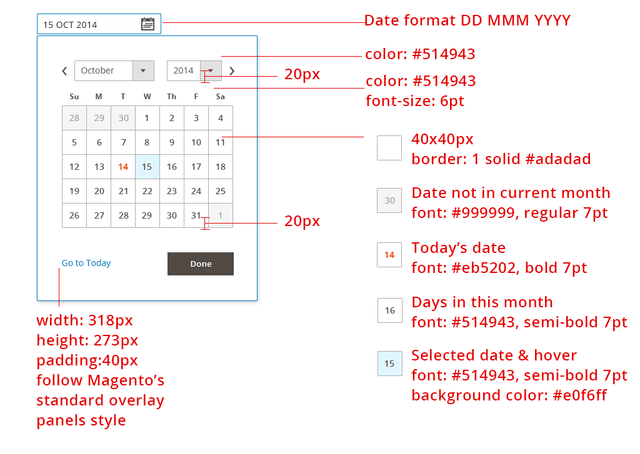 15 OCT 2014
Date format DD MMM YYYY
color: #514943
October
2014
20px
color: #514943
font-size: 6pt
Su M T W Th F Sa
28 29 30 1 2 3 4
5 6 7 8 9 10 11
12 13 14 15 16 17 18
19 20 21 22 23 24 25
26 27 28 29 30 31 1
20px
Go to Today
Done
40x40px
border: 1 solid #adadad
30
Date not in current month
font: #999999, regular 7pt
14
Today's date
font: #eb5202, bold 7pt
16
Days in this month
font: #514943, semi-bold 7pt
15
Selected date & hover
font: #514943, semi-bold 7pt
background color: #e0f6ff
width: 318px
height: 273px
padding:40px
follow Magento's
standard overlay
panels style